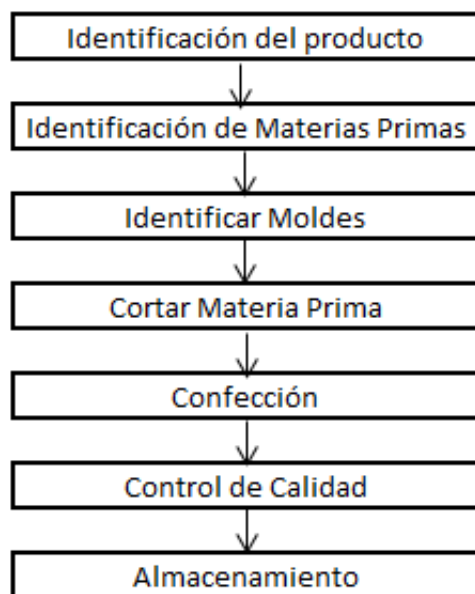 Identificación del producto
Identificación de Materias Primas
Identificar Moldes
Cortar Materia Prima
Confección
Control de Calidad
Almacenamiento